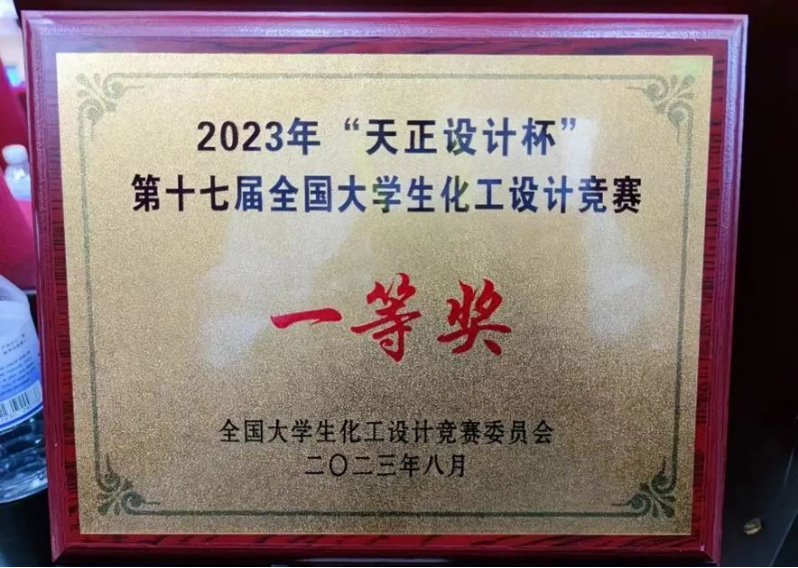 2023年“天正设计杯”
第十七届全国大学生化工设计竞赛
一等奖
全国大学生化工设计竞赛委员会
二〇二三年八月